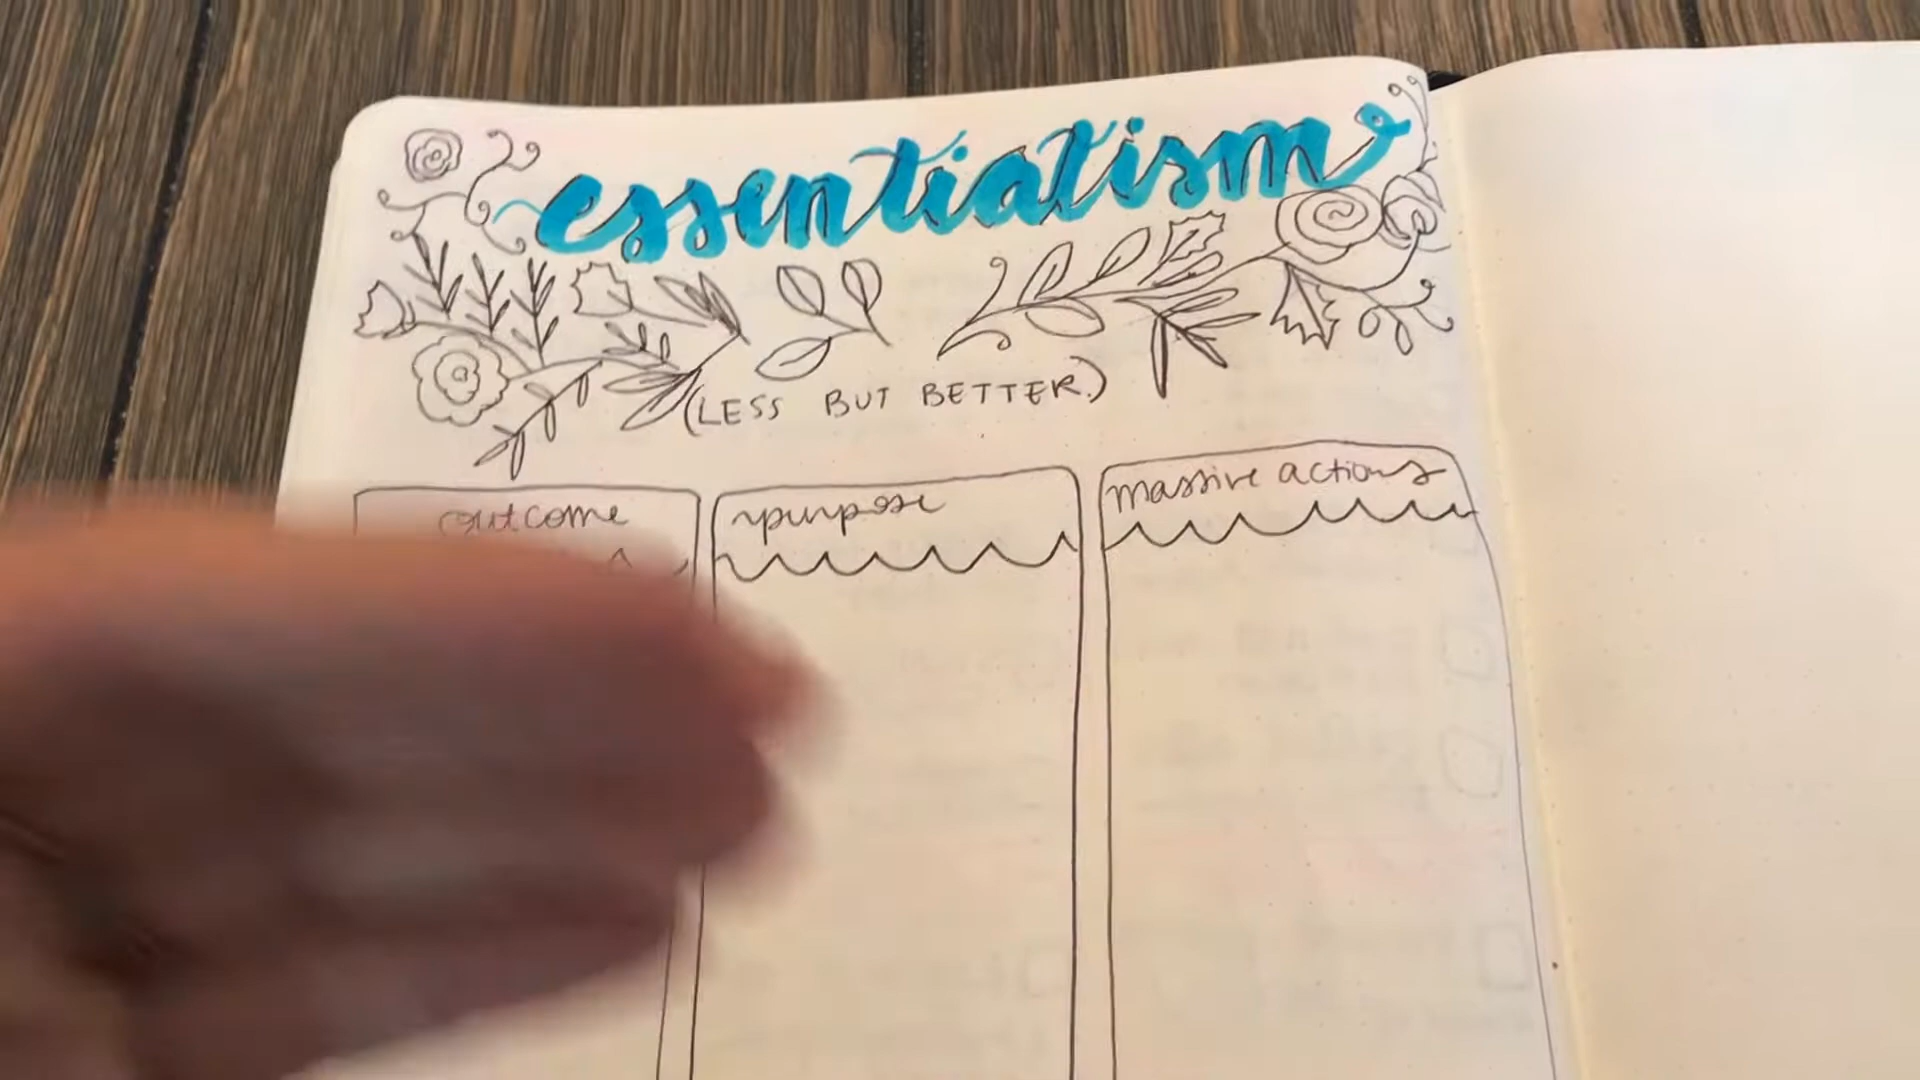 essentialism
(LESS BUT BETTER.)
outcome
purpose
massive actions